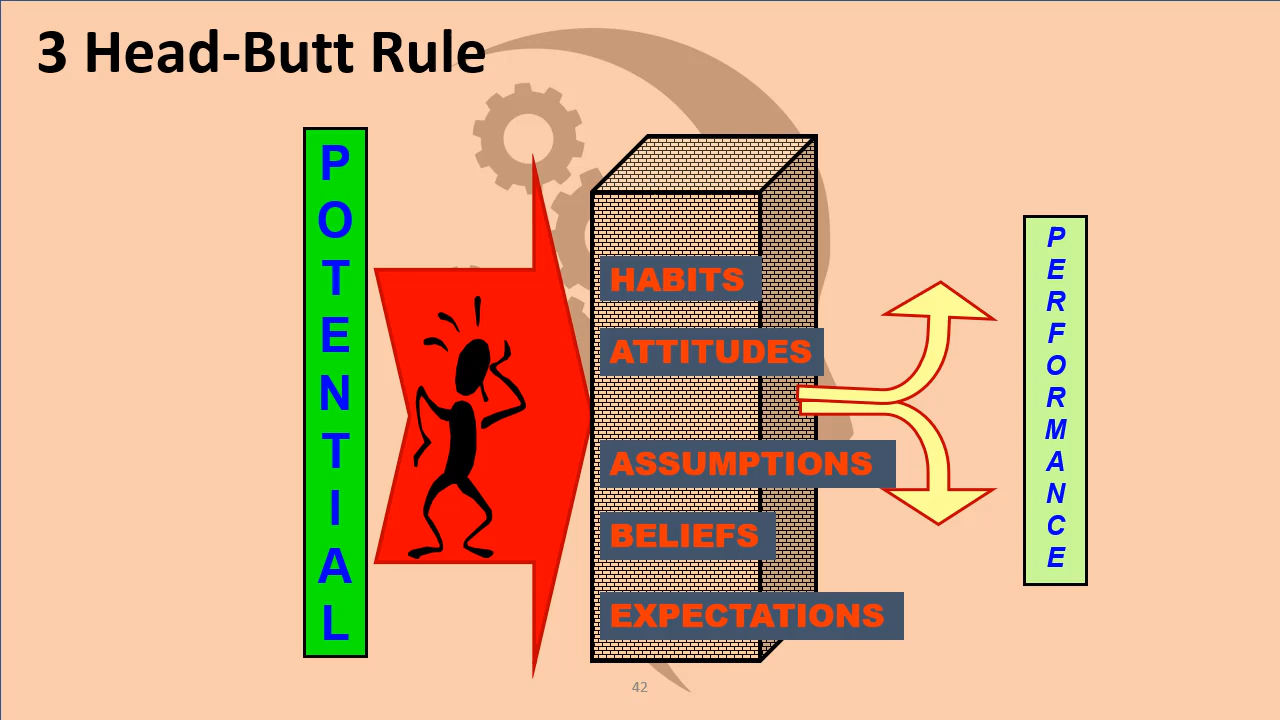 3 Head-Butt Rule
POTENTIAL
HABITS
ATTITUDES
ASSUMPTIONS
BELIEFS
EXPECTATIONS
PERFORMANCE
42